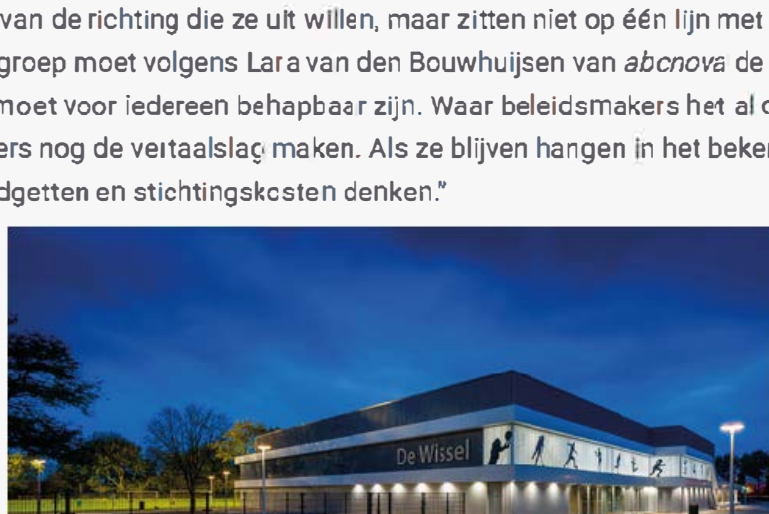 van de richting die ze uit willen, maar zitten niet op één lijn met
groep moet volgens Lara van den Bouwhuijsen van abcnova de
moet voor iedereen behapbaar zijn. Waar beleidsmakers het al o
ers nog de vertaalslag maken. Als ze blijven hangen in het beke
dgetten en stichtingskosten denken.”
De Wissel